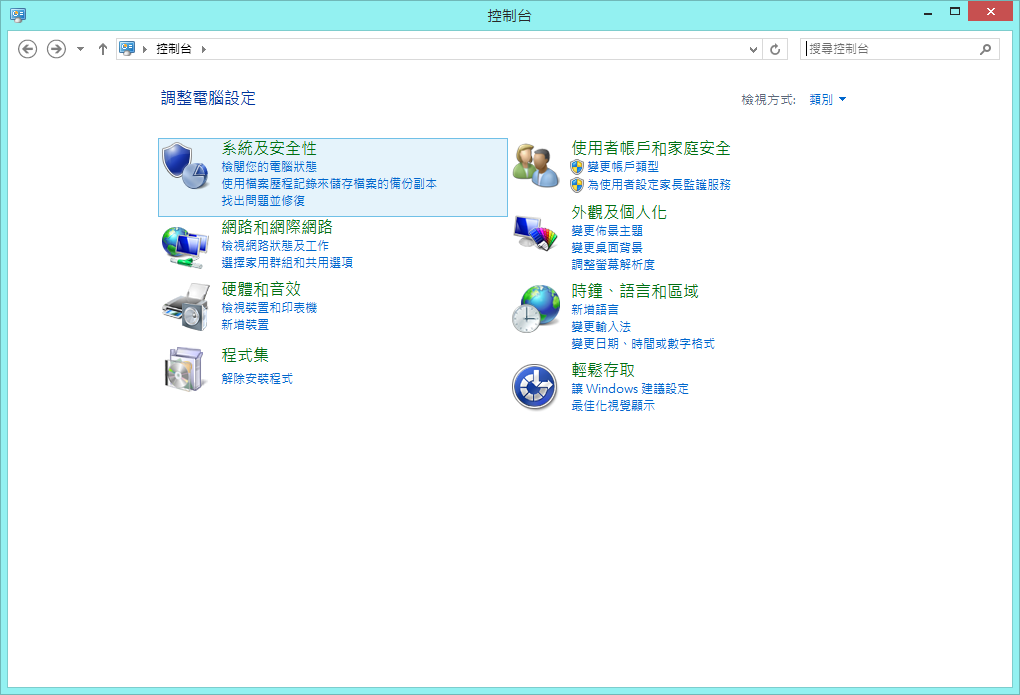 控制台
控制台
搜尋控制台
調整電腦設定
檢視方式:
類別
系統及安全性
檢閱您的電腦狀態
使用檔案歷程記錄來儲存檔案的備份副本
找出問題並修復
網路和網際網路
檢視網路狀態及工作
選擇家用群組和共用選項
硬體和音效
檢視裝置和印表機
新增裝置
程式集
解除安裝程式
使用者帳戶和家庭安全
變更帳戶類型
為使用者設定家長監護服務
外觀及個人化
變更佈景主題
變更桌面背景
調整螢幕解析度
時鐘、語言和區域
新增語言
變更輸入法
變更日期、時間或數字格式
輕鬆存取
讓 Windows 建議設定
最佳化視覺顯示